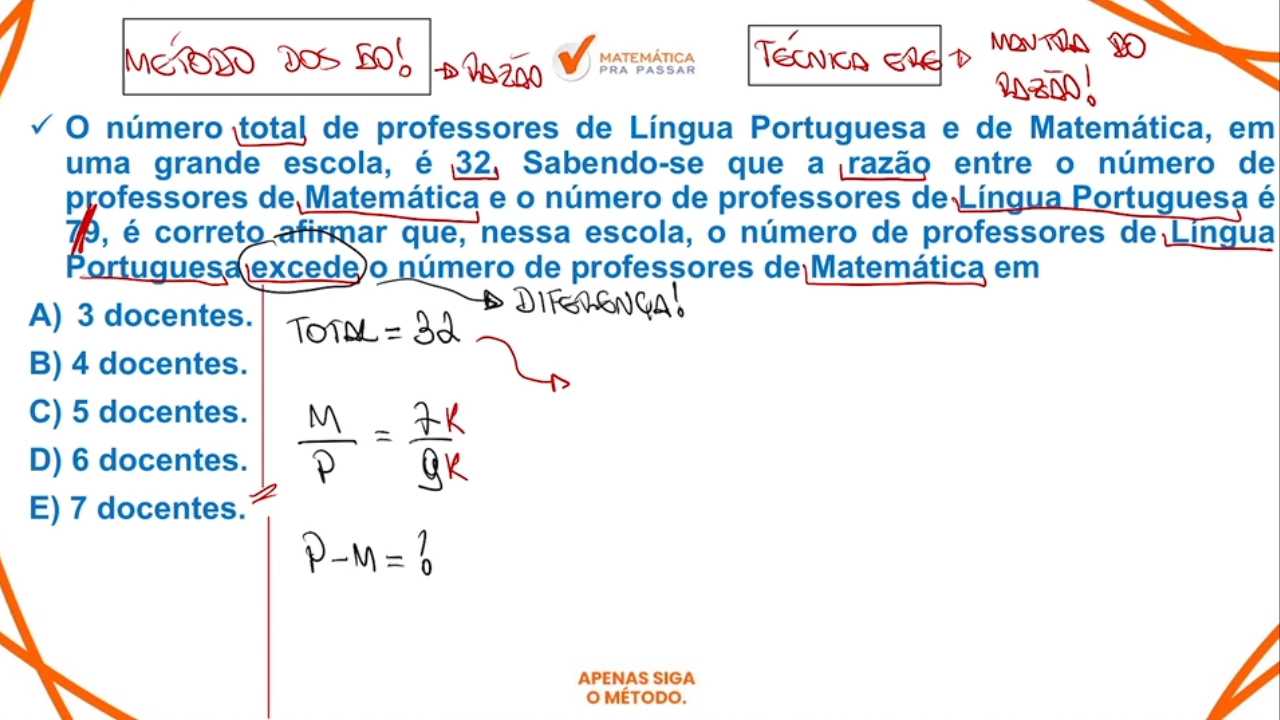 MÉTODO DOS 50! → RAZÃO
MATEMÁTICA
PRA PASSAR
TÉCNICA ERE → MONTRA DO
RAZÃO!
✓ O número total de professores de Língua Portuguesa e de Matemática, em
uma grande escola, é 32. Sabendo-se que a razão entre o número de
professores de Matemática e o número de professores de Língua Portuguesa é
7/9, é correto afirmar que, nessa escola, o número de professores de Língua
Portuguesa excede o número de professores de Matemática em
→ DIFERENÇA!
A) 3 docentes.
B) 4 docentes.
C) 5 docentes.
D) 6 docentes.
E) 7 docentes.
TOTAL = 32
M/P = 7K/9K
P-M = ?
APENAS SIGA
O MÉTODO.